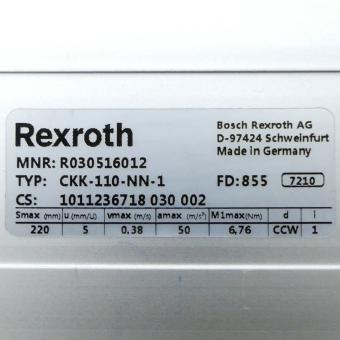 Rexroth
Bosch Rexroth AG
D-97424 Schweinfurt
Made in Germany
MNR: R030516012
TYP: CKK-110-NN-1
FD: 855 7210
CS: 1011236718 030 002
Smax (mm) u (mm/U) vmax (m/s) amax (m/s²) M1max(Nm) d i
220 5 0,38 50 6,76 CCW 1